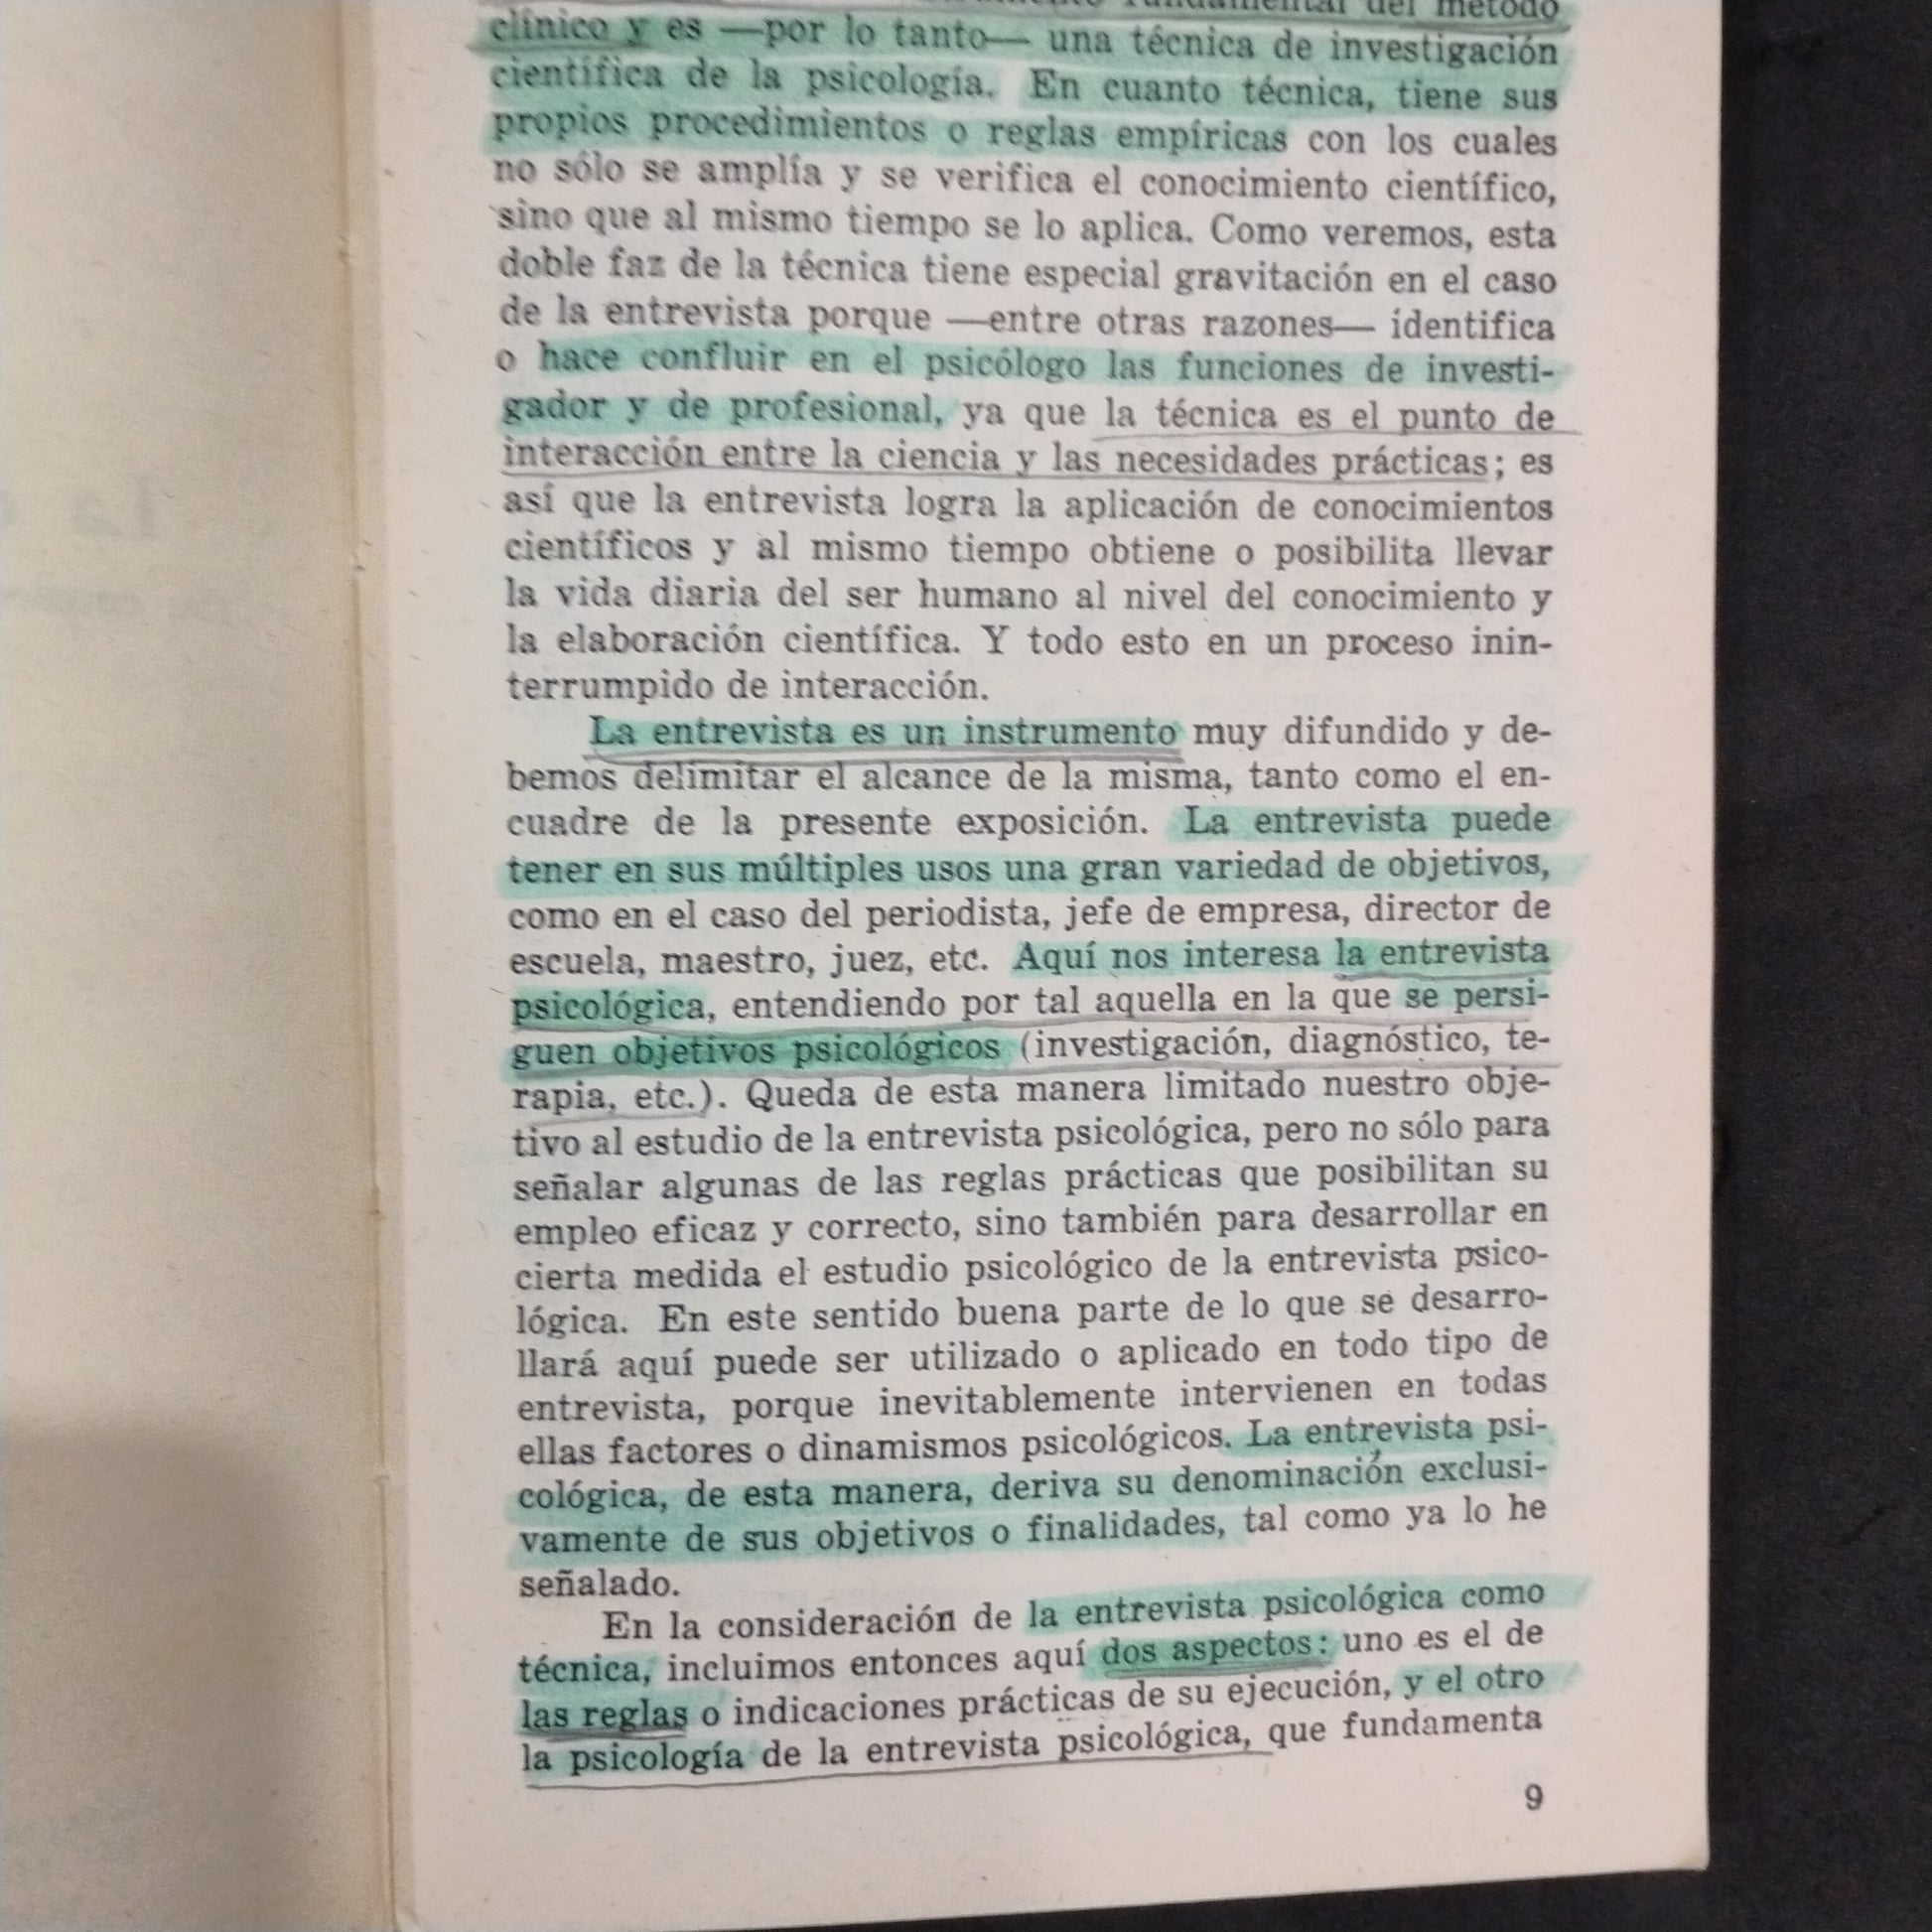 fundamental del método
clínico y es —por lo tanto— una técnica de investigación
científica de la psicología. En cuanto técnica, tiene sus
propios procedimientos o reglas empíricas con los cuales
no sólo se amplía y se verifica el conocimiento científico,
sino que al mismo tiempo se lo aplica. Como veremos, esta
doble faz de la técnica tiene especial gravitación en el caso
de la entrevista porque —entre otras razones— identifica
o hace confluir en el psicólogo las funciones de investi-
gador y de profesional, ya que la técnica es el punto de
interacción entre la ciencia y las necesidades prácticas; es
así que la entrevista logra la aplicación de conocimientos
científicos y al mismo tiempo obtiene o posibilita llevar
la vida diaria del ser humano al nivel del conocimiento y
la elaboración científica. Y todo esto en un proceso inin-
terrumpido de interacción.
La entrevista es un instrumento muy difundido y de-
bemos delimitar el alcance de la misma, tanto como el en-
cuadre de la presente exposición. La entrevista puede
tener en sus múltiples usos una gran variedad de objetivos,
como en el caso del periodista, jefe de empresa, director de
escuela, maestro, juez, etc. Aquí nos interesa la entrevista
psicológica, entendiendo por tal aquella en la que se persi-
guen objetivos psicológicos (investigación, diagnóstico, te-
rapia, etc.). Queda de esta manera limitado nuestro obje-
tivo al estudio de la entrevista psicológica, pero no sólo para
señalar algunas de las reglas prácticas que posibilitan su
empleo eficaz y correcto, sino también para desarrollar en
cierta medida el estudio psicológico de la entrevista psico-
lógica. En este sentido buena parte de lo que se desarro-
llará aquí puede ser utilizado o aplicado en todo tipo de
entrevista, porque inevitablemente intervienen en todas
ellas factores o dinamismos psicológicos. La entrevista psi-
cológica, de esta manera, deriva su denominación exclusi-
vamente de sus objetivos o finalidades, tal como ya lo he
señalado.
En la consideración de la entrevista psicológica como
técnica, incluimos entonces aquí dos aspectos: uno es el de
las reglas o indicaciones prácticas de su ejecución, y el otro
la psicología de la entrevista psicológica, que fundamenta
9